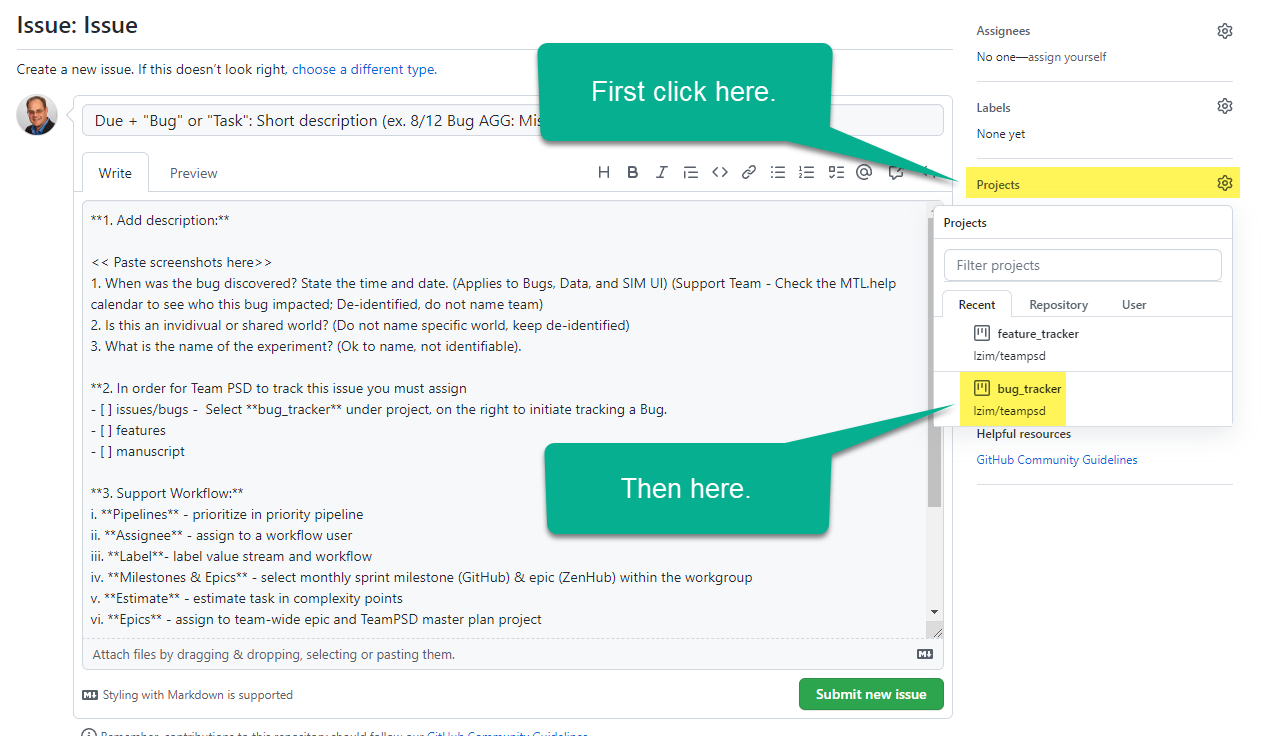 Issue: Issue
Create a new issue. If this doesn't look right, choose a different type.
Due + "Bug" or "Task": Short description (ex. 8/12 Bug AGG: Mis
Write
Preview
**1. Add description:**
<< Paste screenshots here>>
1. When was the bug discovered? State the time and date. (Applies to Bugs, Data, and SIM UI) (Support Team - Check the MTL.help
calendar to see who this bug impacted; De-identified, do not name team)
2. Is this an invidivual or shared world? (Do not name specific world, keep de-identified)
3. What is the name of the experiment? (Ok to name, not identifiable).
**2. In order for Team PSD to track this issue you must assign
- [ ] issues/bugs -  Select **bug_tracker** under project, on the right to initiate tracking a Bug.
- [ ] features
- [ ] manuscript
**3. Support Workflow:**
i. **Pipelines** - prioritize in priority pipeline
ii. **Assignee** - assign to a workflow user
iii. **Label**- label value stream and workflow
iv. **Milestones & Epics** - select monthly sprint milestone (GitHub) & epic (ZenHub) within the workgroup
v. **Estimate** - estimate task in complexity points
vi. **Epics** - assign to team-wide epic and TeamPSD master plan project
Attach files by dragging & dropping, selecting or pasting them.
Styling with Markdown is supported
Submit new issue
Remember, contributions to this repository should follow our GitHub Community Guidelines
First click here.
Then here.
Assignees
No one—assign yourself
Labels
None yet
Projects
Projects
Filter projects
Recent
Repository
User
feature_tracker
lzim/teampsd
bug_tracker
lzim/teampsd
Helpful resources
GitHub Community Guidelines